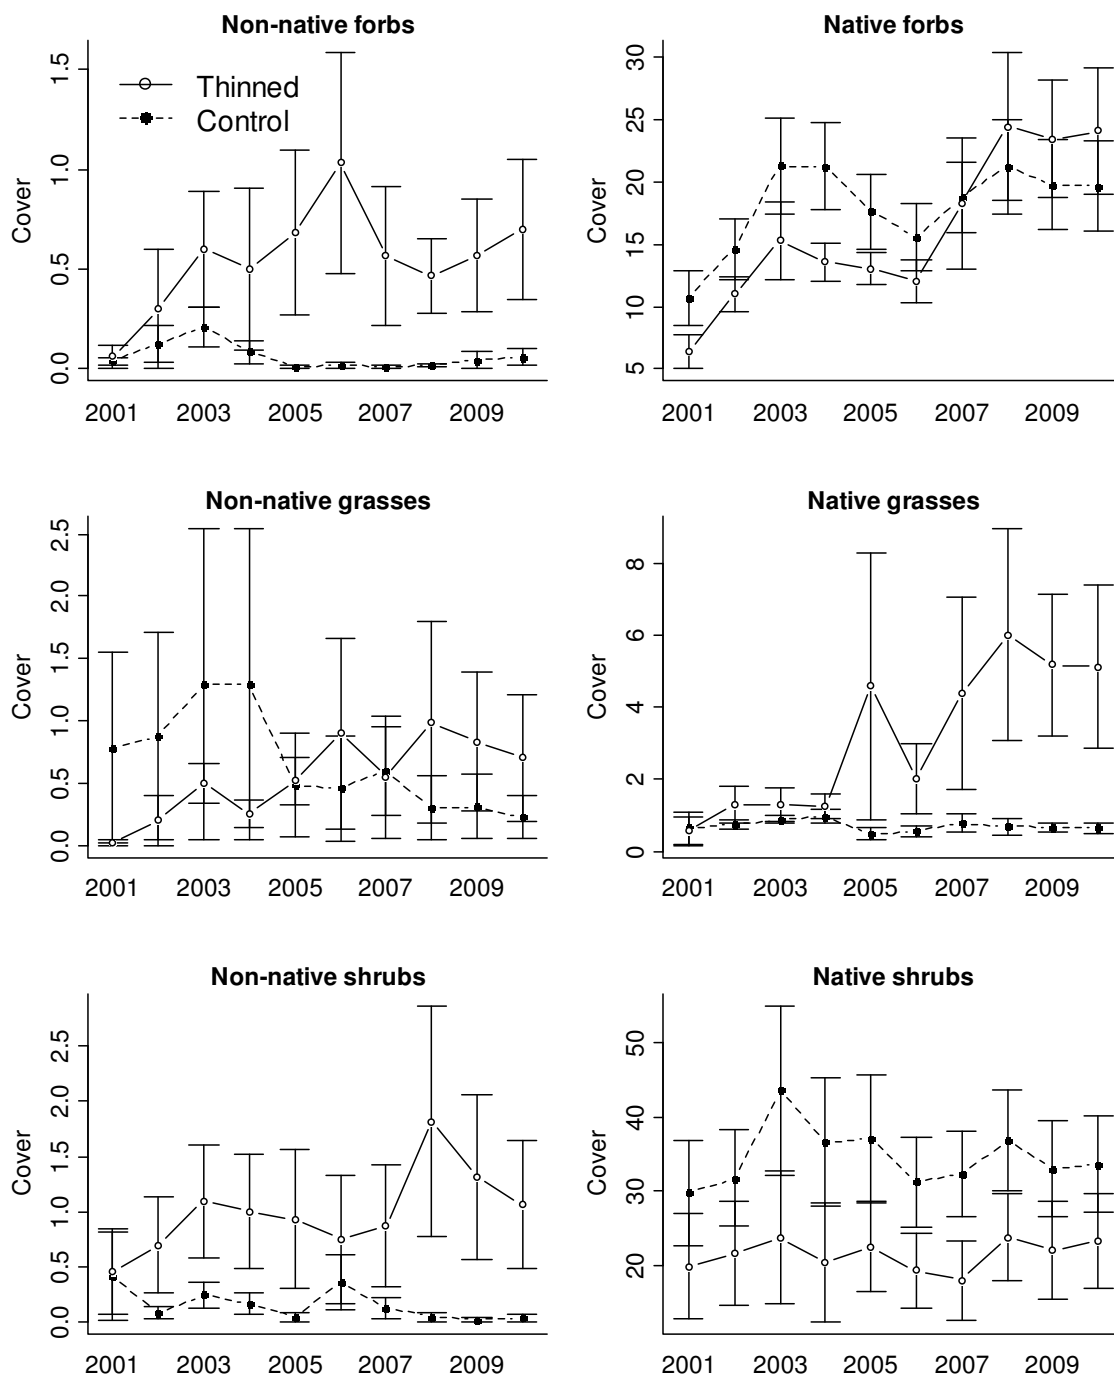 Non-native forbs
Cover
0.0 0.5 1.0 1.5
Thinned
Control
2001 2003 2005 2007 2009
Native forbs
Cover
5 10 15 20 25 30
2001 2003 2005 2007 2009
Non-native grasses
Cover
0.0 0.5 1.0 1.5 2.0 2.5
2001 2003 2005 2007 2009
Native grasses
Cover
0 2 4 6 8
2001 2003 2005 2007 2009
Non-native shrubs
Cover
0.0 0.5 1.0 1.5 2.0 2.5
2001 2003 2005 2007 2009
Native shrubs
Cover
20 30 40 50
2001 2003 2005 2007 2009